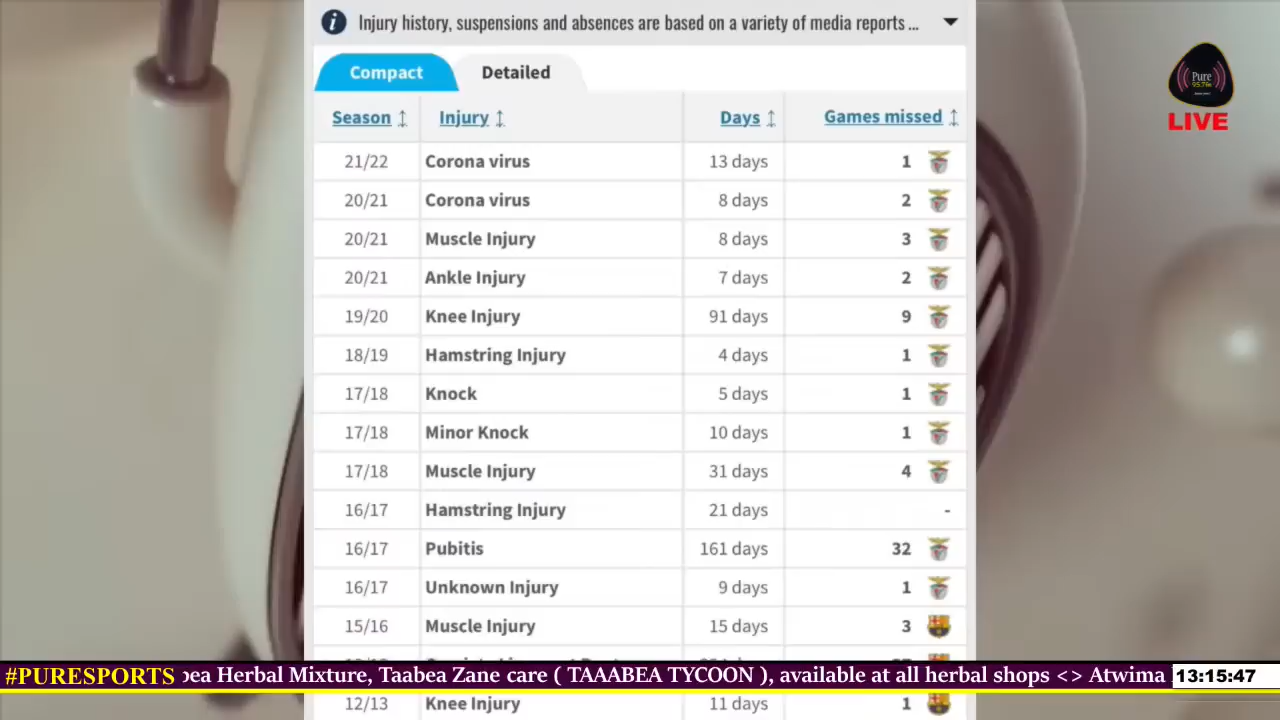 Injury history, suspensions and absences are based on a variety of media reports ...
Compact Detailed
Season Injury Days Games missed
21/22 Corona virus 13 days 1
20/21 Corona virus 8 days 2
20/21 Muscle Injury 8 days 3
20/21 Ankle Injury 7 days 2
19/20 Knee Injury 91 days 9
18/19 Hamstring Injury 4 days 1
17/18 Knock 5 days 1
17/18 Minor Knock 10 days 1
17/18 Muscle Injury 31 days 4
16/17 Hamstring Injury 21 days -
16/17 Pubitis 161 days 32
16/17 Unknown Injury 9 days 1
15/16 Muscle Injury 15 days 3
12/13 Knee Injury 11 days 1
Pure
95.7fm
LIVE
#PURESPORTS bea Herbal Mixture, Taabea Zane care ( TAAABEA TYCOON ), available at all herbal shops <> Atwima
13:15:47